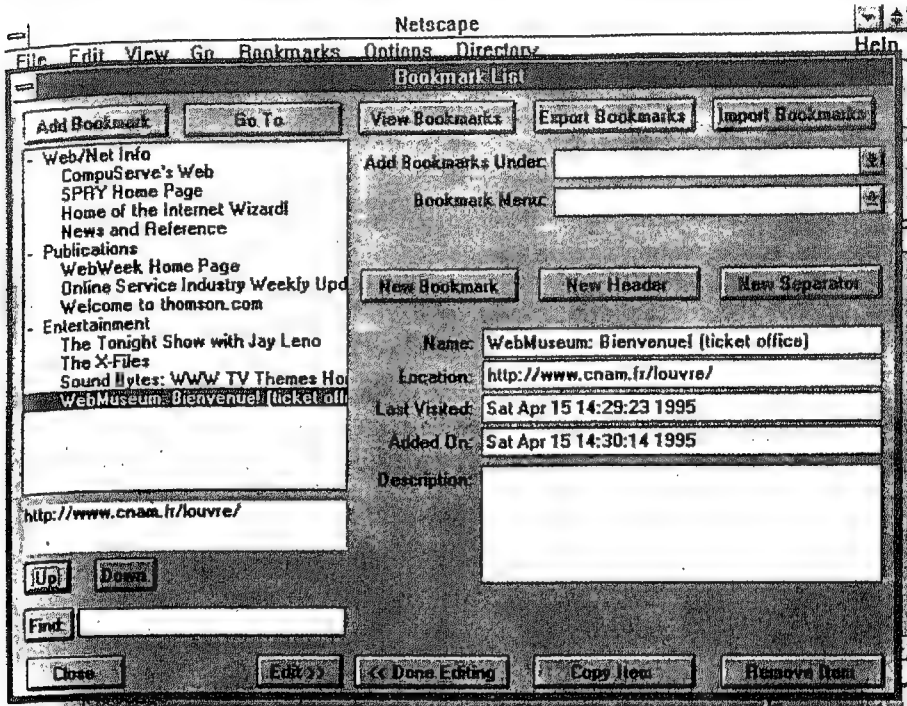 Netscape
File Edit View Go Bookmarks Options Directory Help
Bookmark List
Add Bookmark Go To View Bookmarks Export Bookmarks Import Bookmarks
- Web/Net Info
CompuServe's Web
SPRY Home Page
Home of the Internet Wizard!
News and Reference
- Publications
WebWeek Home Page
Online Service Industry Weekly Upd
Welcome to thomson.com
- Entertainment
The Tonight Show with Jay Leno
The X-Files
Sound Bytes: WWW TV Themes Ho
WebMuseum: Bienvenue! (ticket offi
http://www.cnam.fr/louvre/
Up Down
Find:
Add Bookmarks Under:
Bookmark Menu:
New Bookmark New Header New Separator
Name: WebMuseum: Bienvenue! (ticket office)
Location: http://www.cnam.fr/louvre/
Last Visited: Sat Apr 15 14:29:23 1995
Added On: Sat Apr 15 14:30:14 1995
Description:
Close Edit >> << Done Editing Copy Item Remove Item